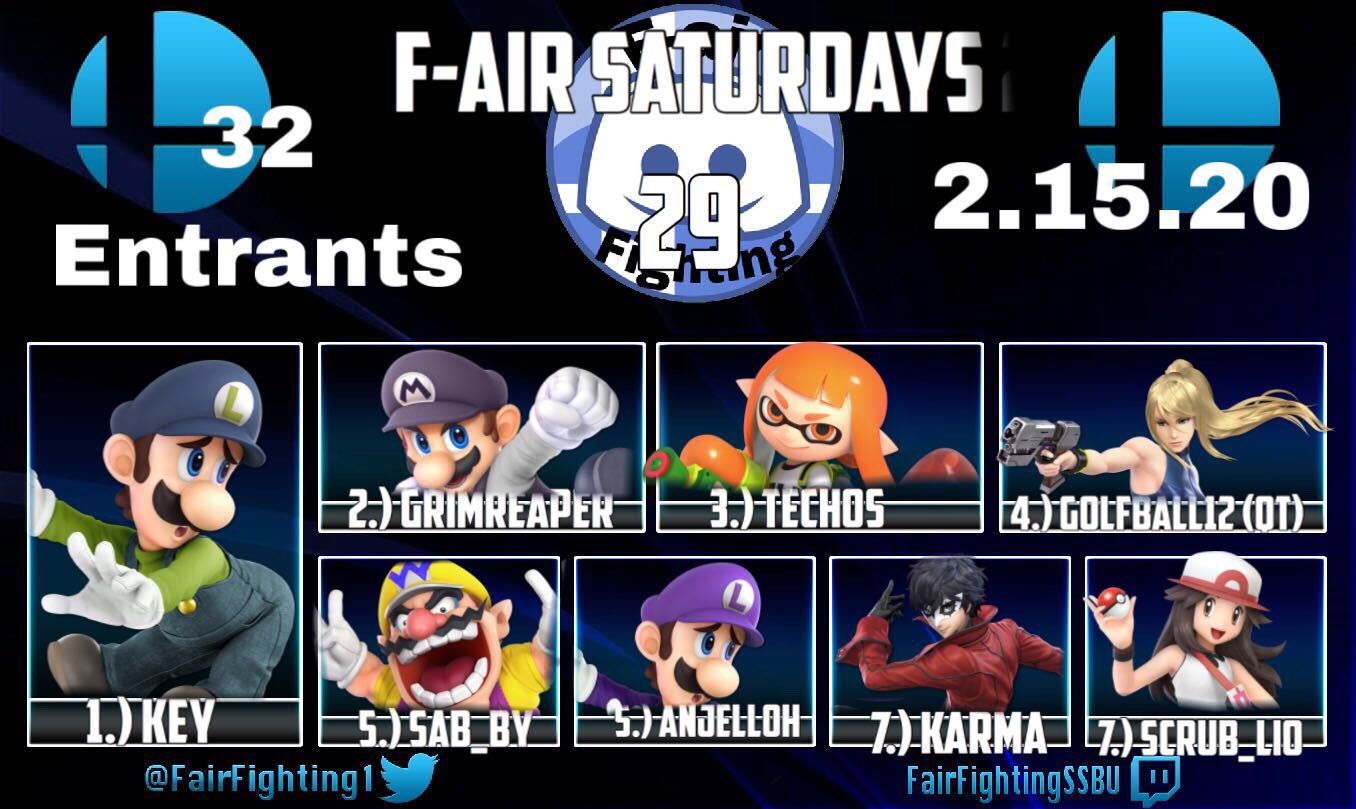 F-AIR SATURDAYS
29
Fighting
32
Entrants
2.15.20
L
M
1.) KEY
2.) GRIMREAPER
3.) TECHOS
4.) GOLFBALL12 (QT)
W
L
5.) SAB_BY
5.) ANJELLOH
7.) KARMA
7.) SCRUB_LIO
@FairFighting1
FairFightingSSBU